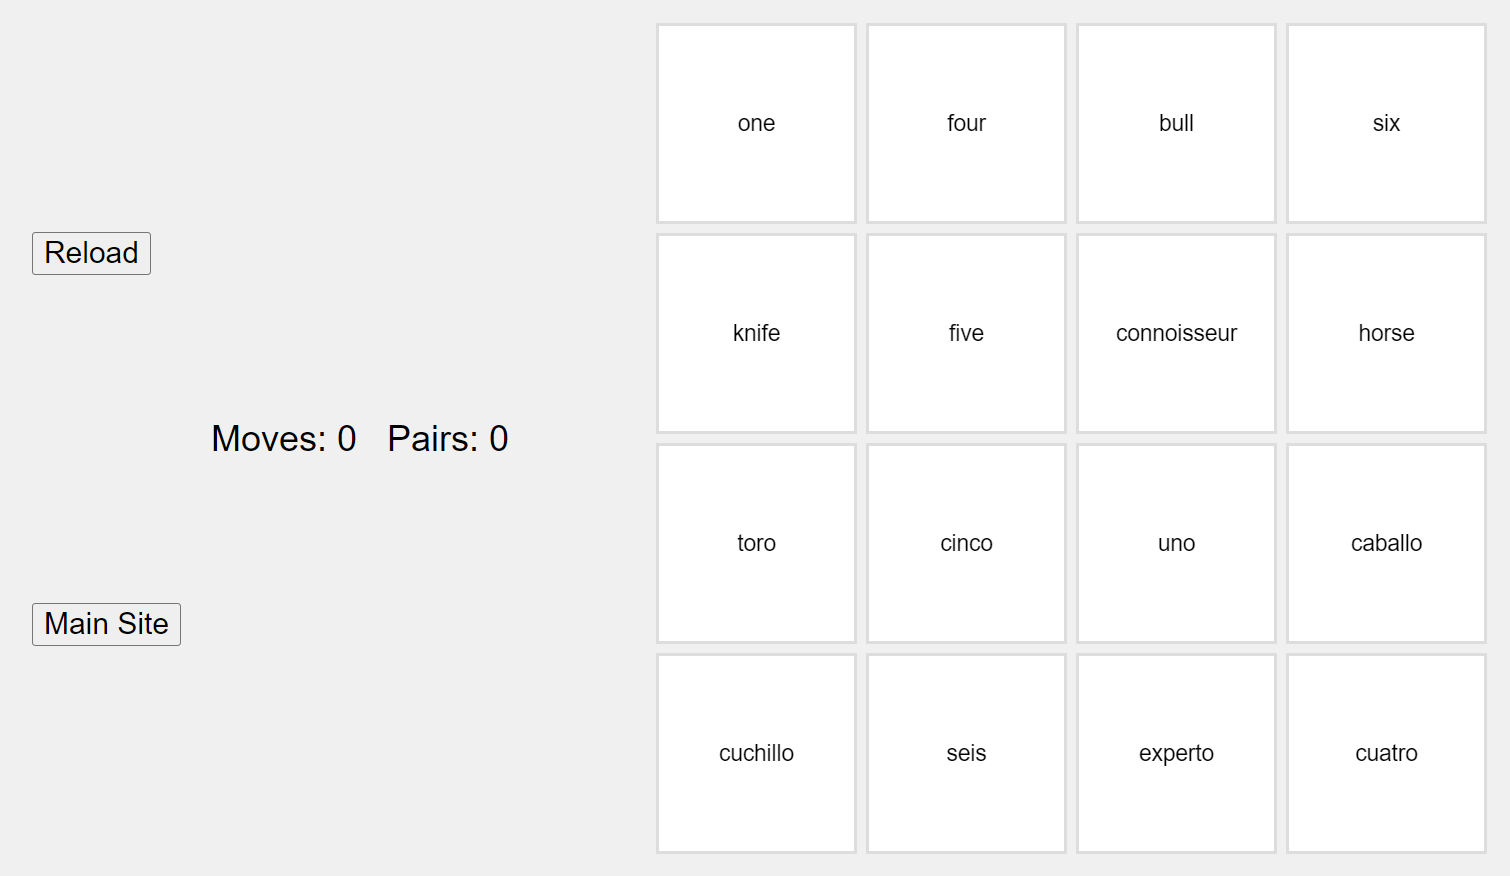 Reload
Moves: 0 Pairs: 0
Main Site
one four bull six
knife five connoisseur horse
toro cinco uno caballo
cuchillo seis experto cuatro